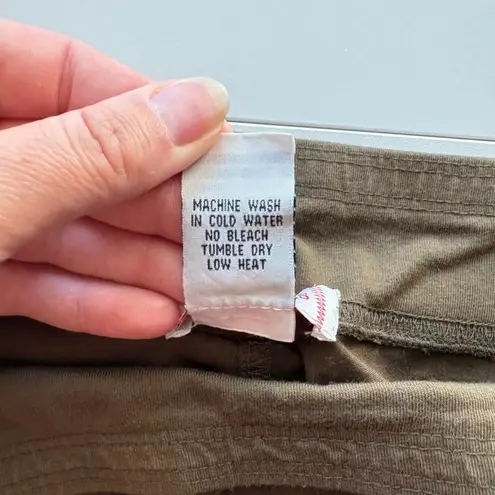 MACHINE WASH
IN COLD WATER
NO BLEACH
TUMBLE DRY
LOW HEAT